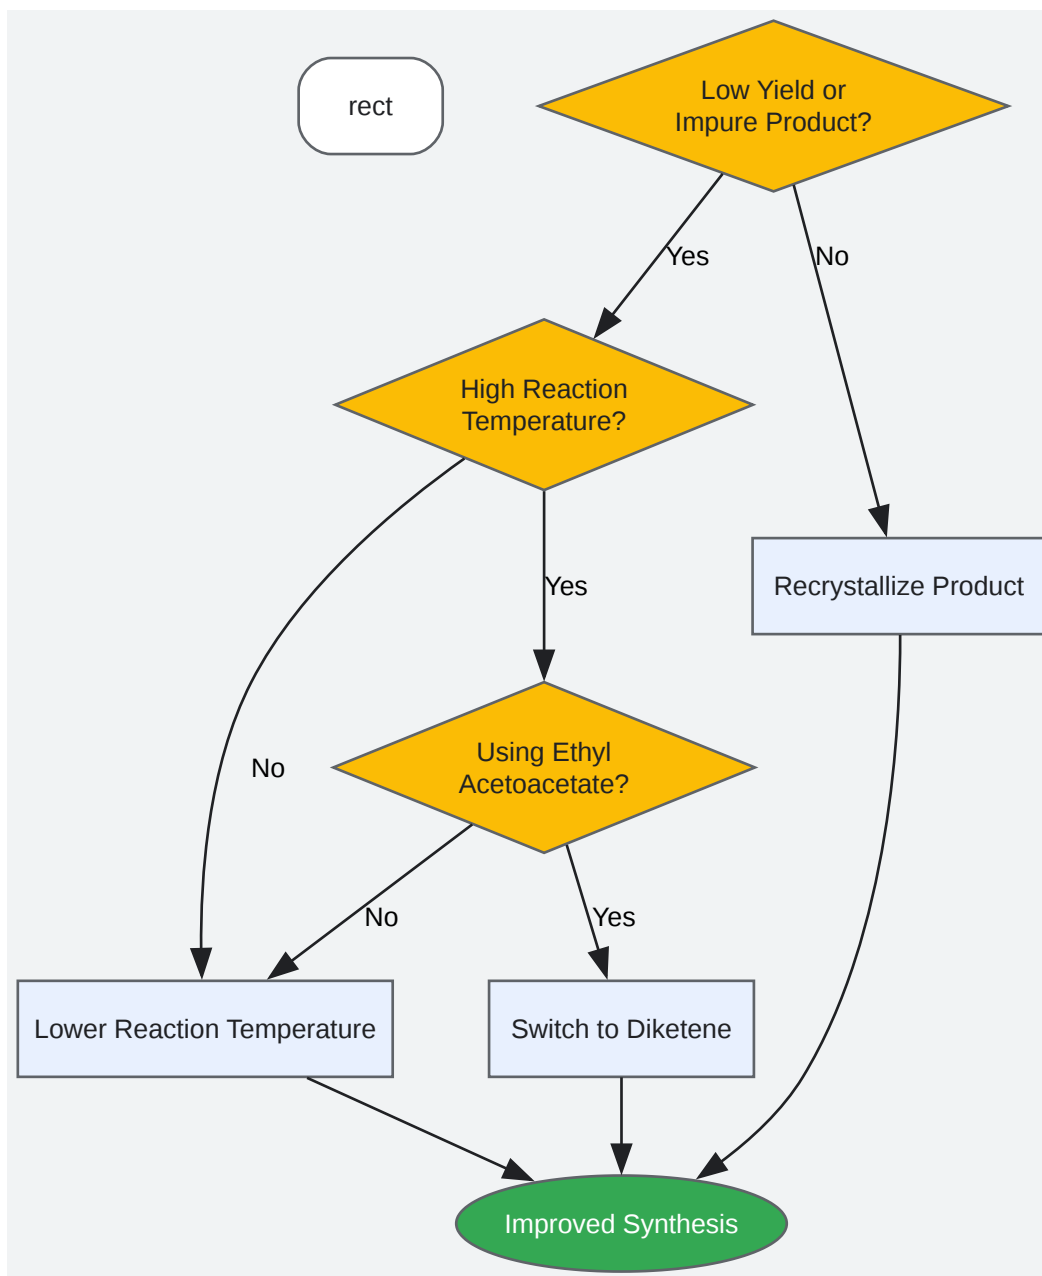 rect
Low Yield or
Impure Product?
Yes
No
High Reaction
Temperature?
Yes
Recrystallize Product
No
Using Ethyl
Acetoacetate?
No
Yes
Lower Reaction Temperature
Switch to Diketene
Improved Synthesis